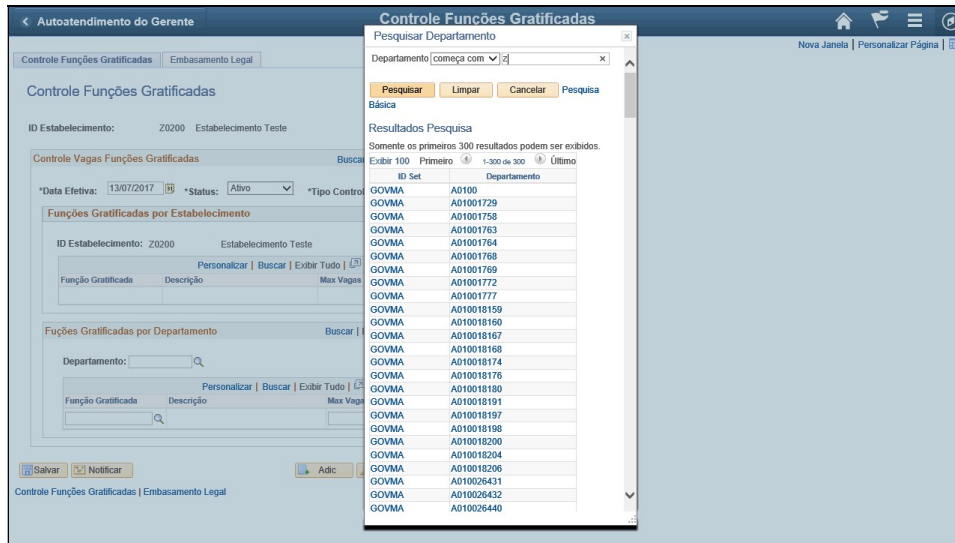 Autoatendimento do Gerente
Controle Funções Gratificadas
Nova Janela | Personalizar Página |
Controle Funções Gratificadas Embasamento Legal
Controle Funções Gratificadas
ID Estabelecimento: Z0200 Estabelecimento Teste
Controle Vagas Funções Gratificadas Buscar
*Data Efetiva: 13/07/2017 *Status: Ativo *Tipo Control
Funções Gratificadas por Estabelecimento
ID Estabelecimento: Z0200 Estabelecimento Teste
Personalizar | Buscar | Exibir Tudo |
Função Gratificada Descrição Max Vagas
Fuções Gratificadas por Departamento Buscar |
Departamento:
Personalizar | Buscar | Exibir Tudo |
Função Gratificada Descrição Max Vaga
Salvar Notificar Adic
Controle Funções Gratificadas | Embasamento Legal
Pesquisar Departamento
Departamento começa com z
Pesquisar Limpar Cancelar Pesquisa
Básica
Resultados Pesquisa
Somente os primeiros 300 resultados podem ser exibidos.
Exibir 100 Primeiro 1-300 de 300 Último
ID Set Departamento
GOVMA A0100
GOVMA A01001729
GOVMA A01001758
GOVMA A01001763
GOVMA A01001764
GOVMA A01001768
GOVMA A01001769
GOVMA A01001772
GOVMA A01001777
GOVMA A010018159
GOVMA A010018160
GOVMA A010018167
GOVMA A010018168
GOVMA A010018174
GOVMA A010018176
GOVMA A010018180
GOVMA A010018191
GOVMA A010018197
GOVMA A010018198
GOVMA A010018200
GOVMA A010018204
GOVMA A010018206
GOVMA A010026431
GOVMA A010026432
GOVMA A010026440